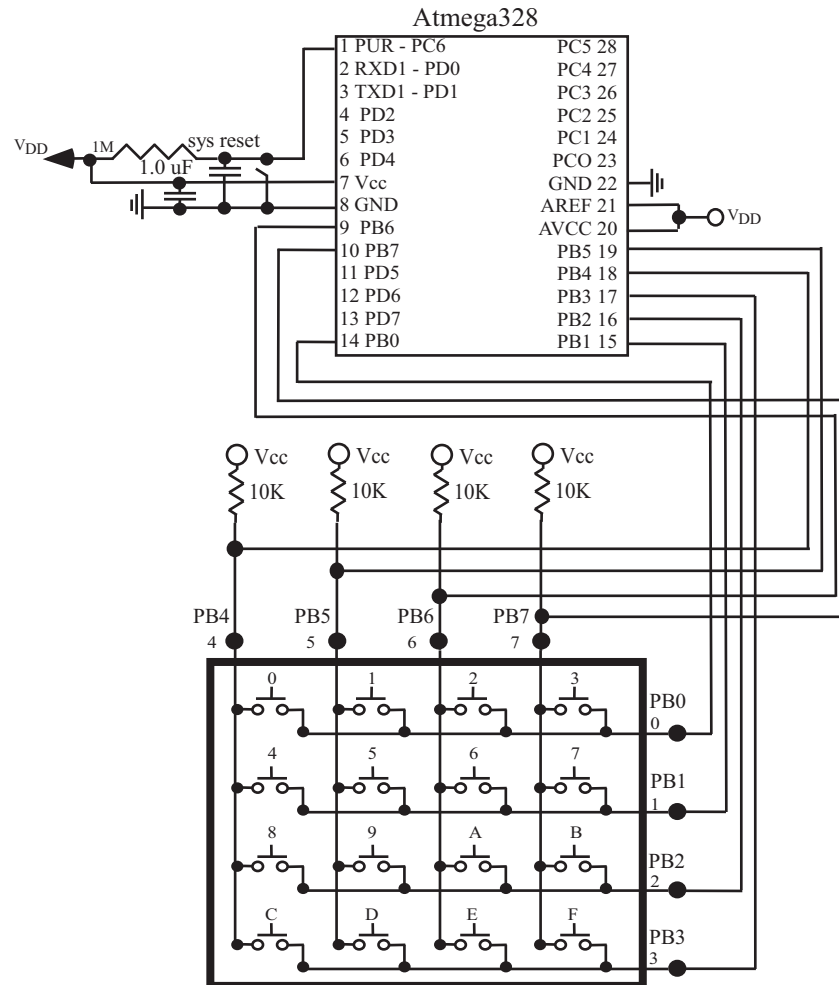 Atmega328
1 PUR - PC6
2 RXD1 - PD0
3 TXD1 - PD1
4 PD2
5 PD3
6 PD4
7 Vcc
8 GND
9 PB6
10 PB7
11 PD5
12 PD6
13 PD7
14 PB0
PC5 28
PC4 27
PC3 26
PC2 25
PC1 24
PCO 23
GND 22
AREF 21
AVCC 20
PB5 19
PB4 18
PB3 17
PB2 16
PB1 15
VDD
1M
sys reset
1.0 uF
VDD
Vcc Vcc Vcc Vcc
10K 10K 10K 10K
PB4 PB5 PB6 PB7
4 5 6 7
0 1 2 3
PB0
0
4 5 6 7
PB1
1
8 9 A B
PB2
2
C D E F
PB3
3